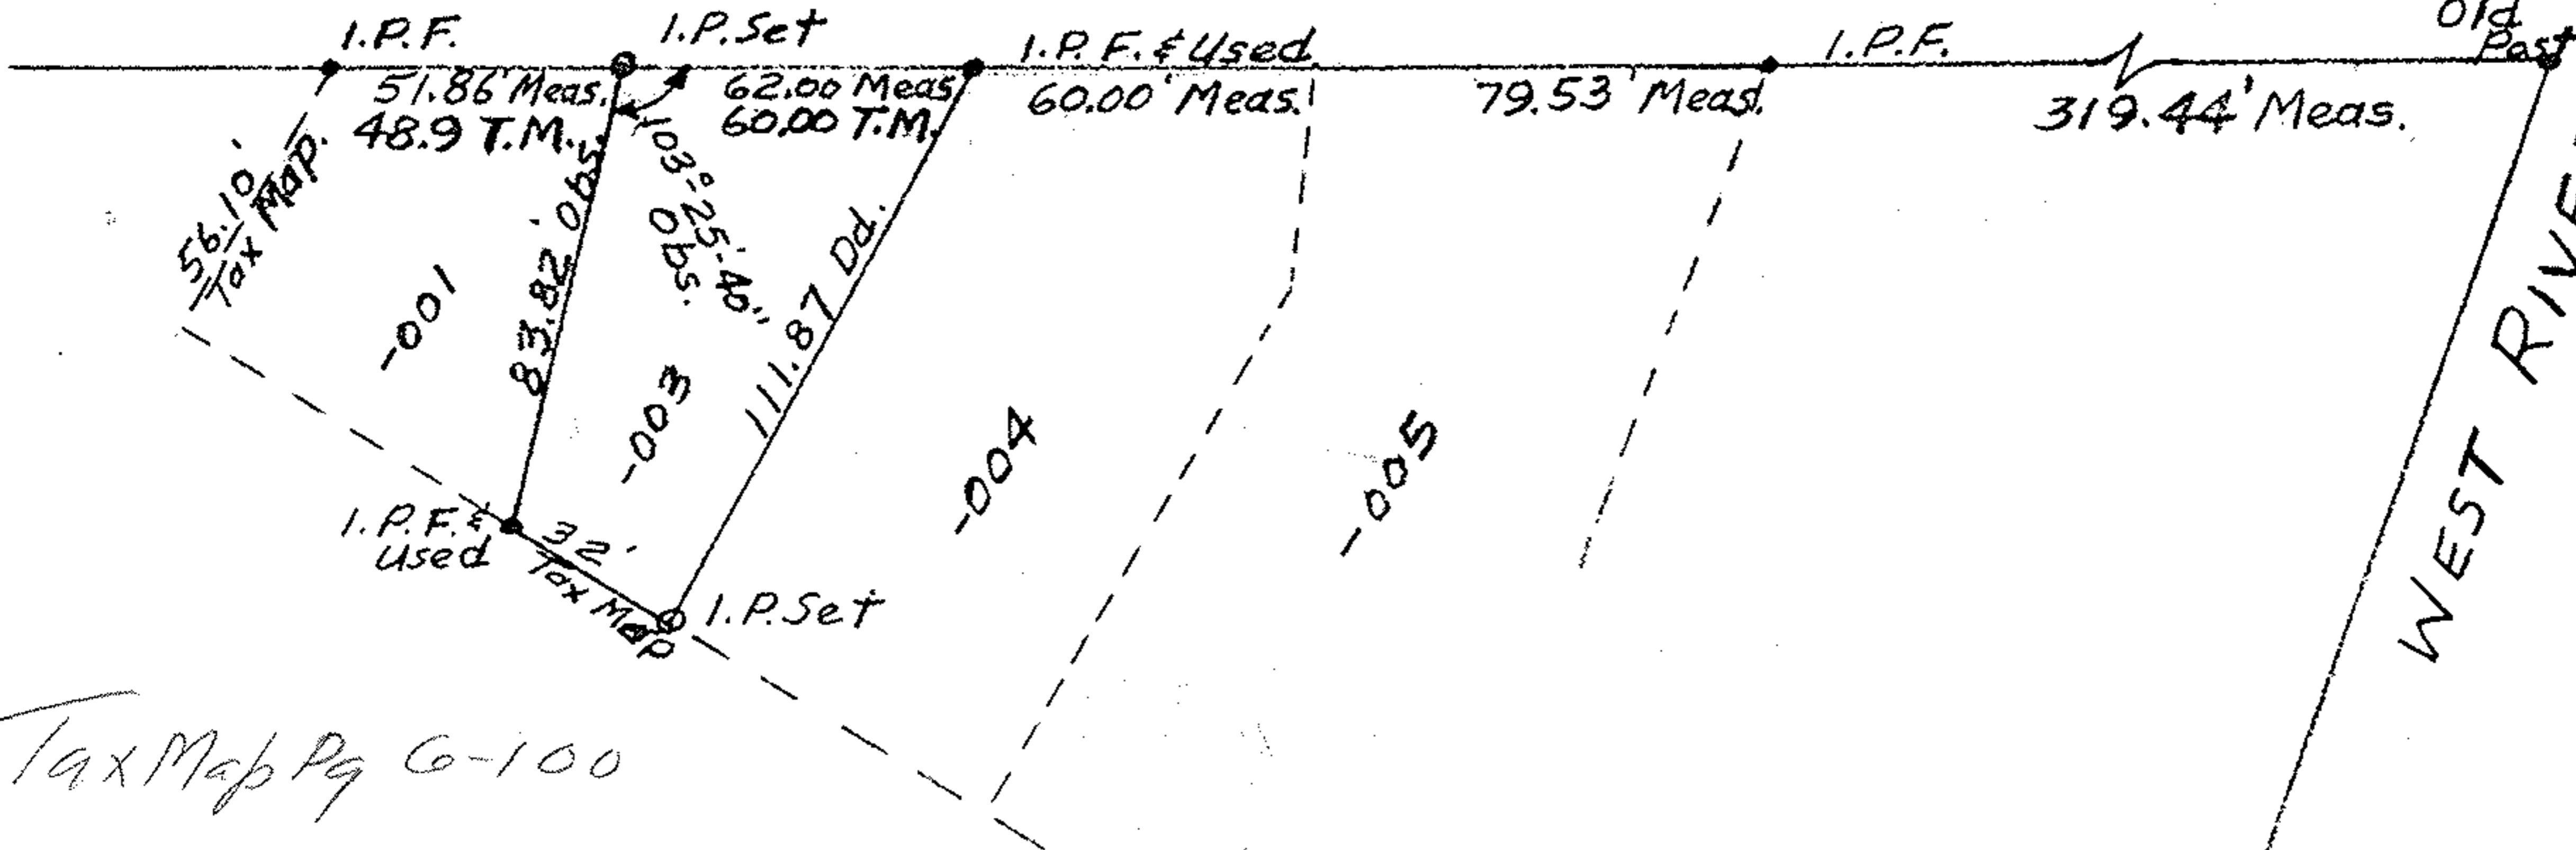 I.P.F.
I.P. Set
I.P.F. & Used
I.P.F.
Old
Post
51.86' Meas.
48.9 T.M.
62.00 Meas
60.00 T.M.
60.00' Meas.
79.53' Meas.
319.44' Meas.
56.10'
Tax Map.
83.82' Obs.
103°-25'-40"
Obs.
111.87 Dd.
-001
-003
-004
-005
WEST
I.P.F. &
used
32'
Tax Map
I.P. Set
Tax Map Pg 6-100